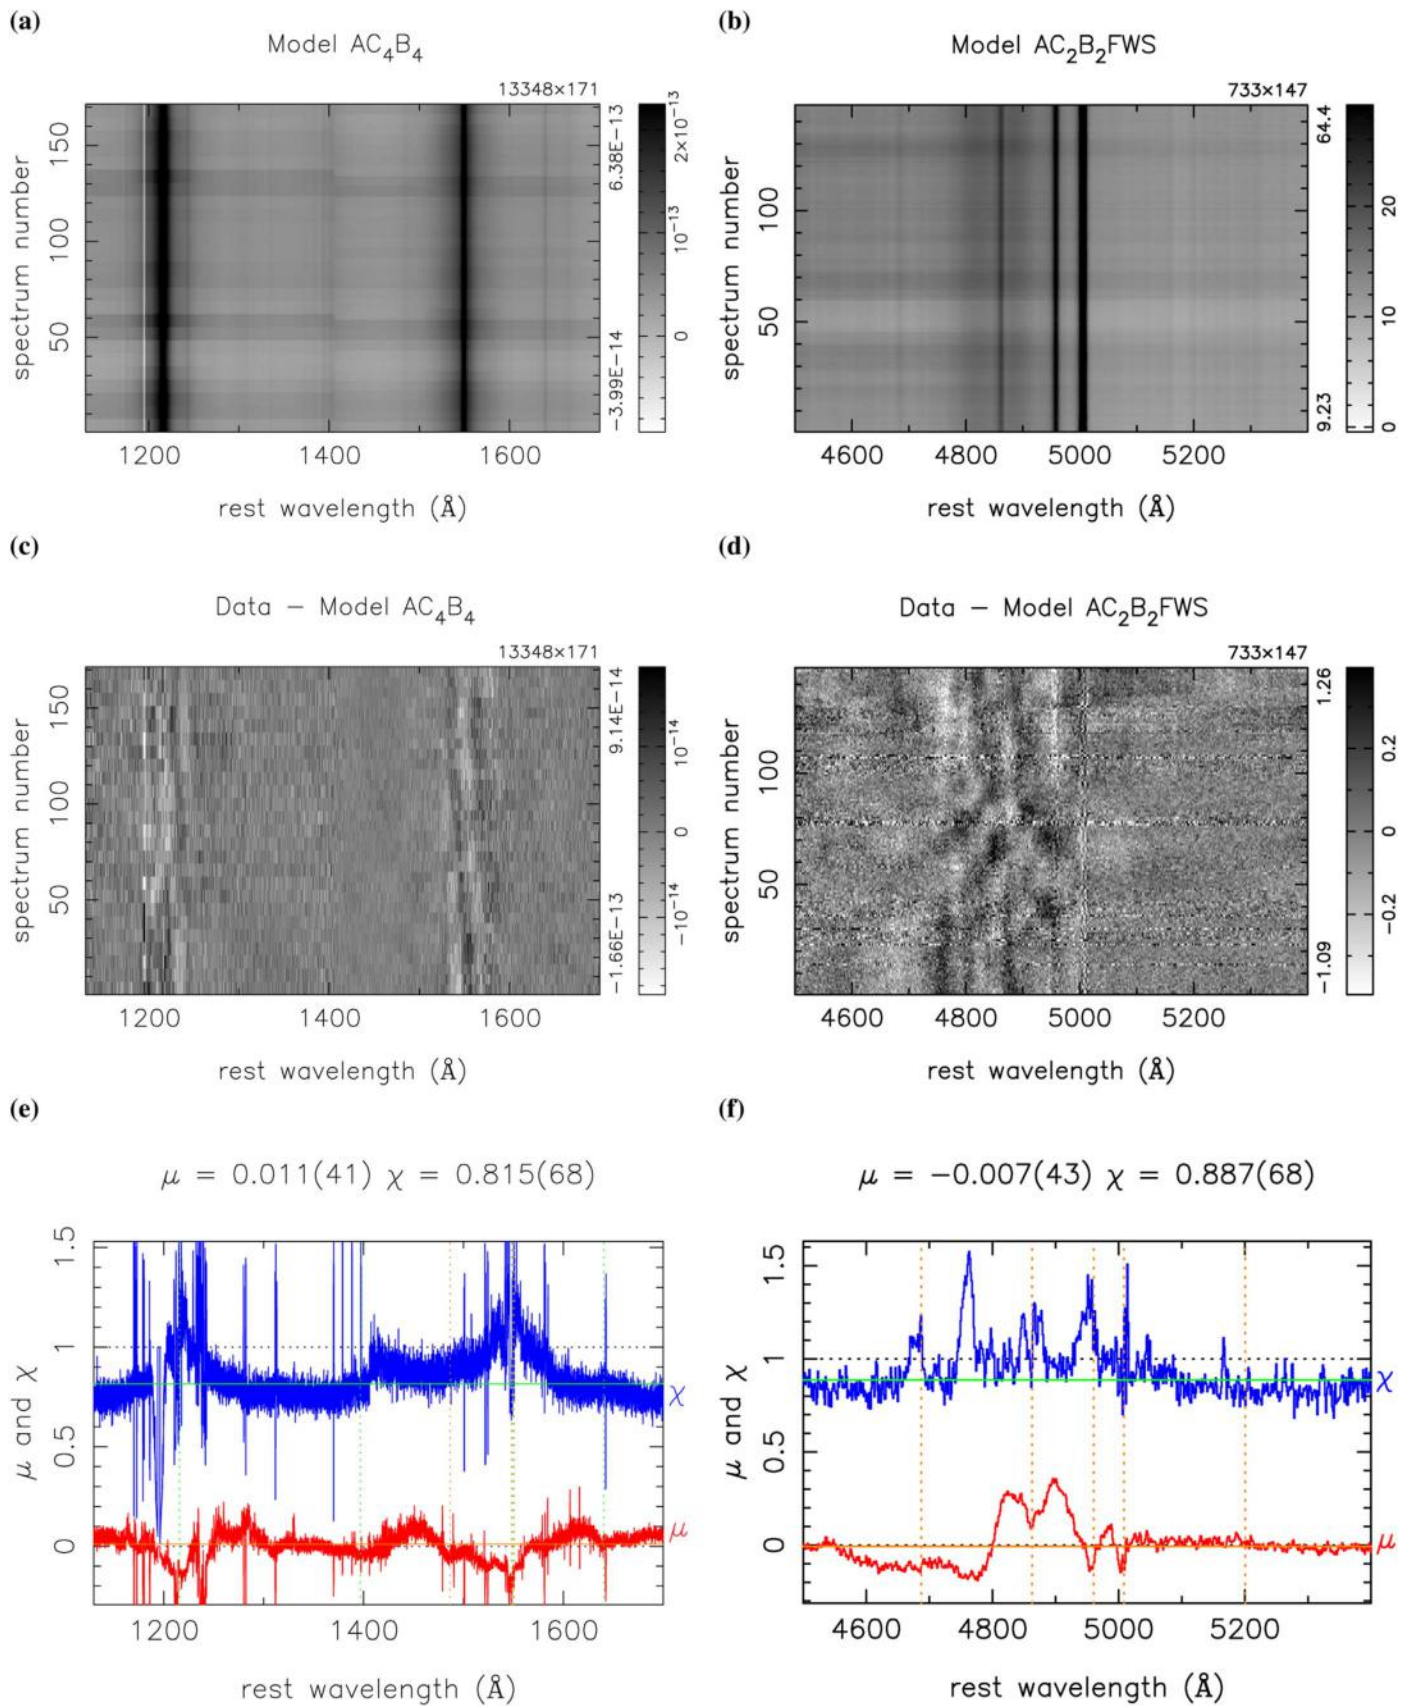 (a)
Model AC₄B₄
13348×171
spectrum number
50 100 150
1200 1400 1600
rest wavelength (Å)
−3.99E−14 6.38E−13
0 10⁻¹³ 2×10⁻¹³
(b)
Model AC₂B₂FWS
733×147
spectrum number
50 100
4600 4800 5000 5200
rest wavelength (Å)
9.23 64.4
0 10 20
(c)
Data − Model AC₄B₄
13348×171
spectrum number
50 100 150
1200 1400 1600
rest wavelength (Å)
−1.66E−13 9.14E−14
−10⁻¹⁴ 0 10⁻¹⁴
(d)
Data − Model AC₂B₂FWS
733×147
spectrum number
50 100
4600 4800 5000 5200
rest wavelength (Å)
−1.09 1.26
−0.2 0 0.2
(e)
μ = 0.011(41) χ = 0.815(68)
μ and χ
0 0.5 1 1.5
χ
μ
1200 1400 1600
rest wavelength (Å)
(f)
μ = −0.007(43) χ = 0.887(68)
μ and χ
0 0.5 1 1.5
χ
μ
4600 4800 5000 5200
rest wavelength (Å)